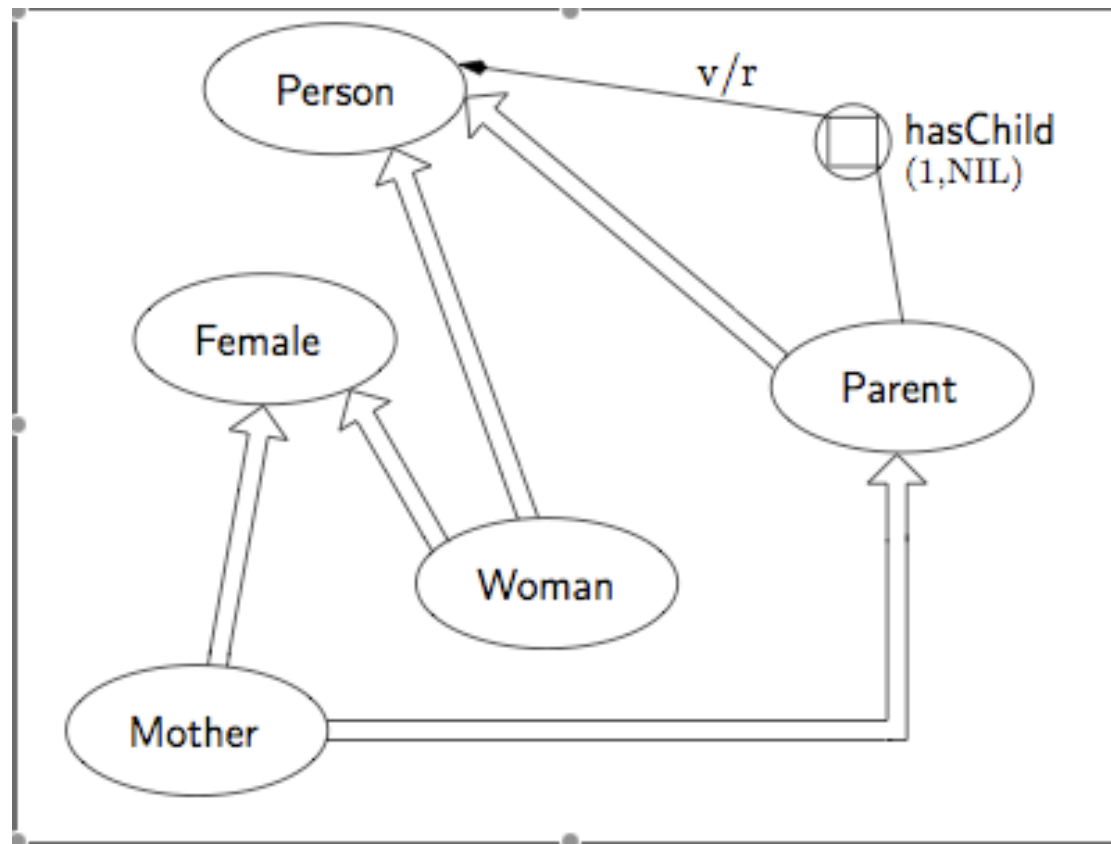 Person
v/r
hasChild
(1,NIL)
Female
Parent
Woman
Mother